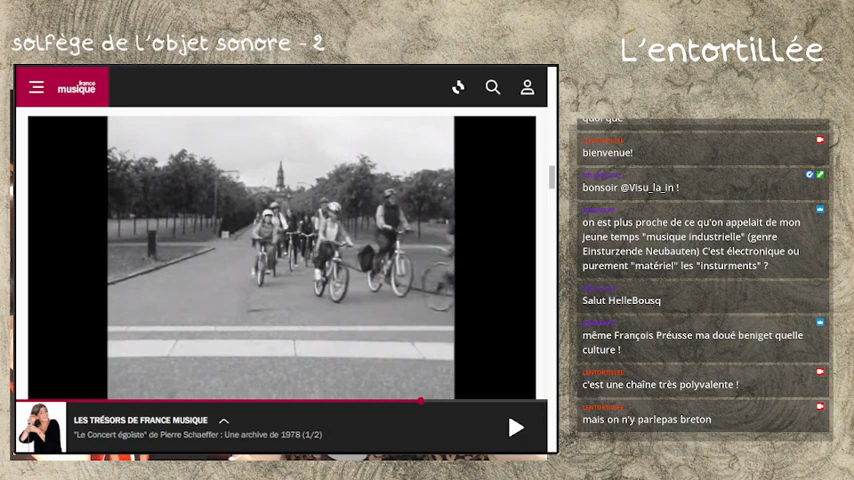 solfège de l'objet sonore - 2
L'entortillée
france
musique
quoi que
bienvenue!
bonsoir @Visu_la_in !
on est plus proche de ce qu'on appelait de mon
jeune temps "musique industrielle" (genre
Einsturzende Neubauten) C'est électronique ou
purement "matériel" les "insturments" ?
Salut HelleBousq
même François Préusse ma doué beniget quelle
culture !
L'ENTORTILLEE
c'est une chaîne très polyvalente !
L'ENTORTILLEE
mais on n'y parlepas breton
LES TRÉSORS DE FRANCE MUSIQUE
"Le Concert égoïste" de Pierre Schaeffer : Une archive de 1978 (1/2)